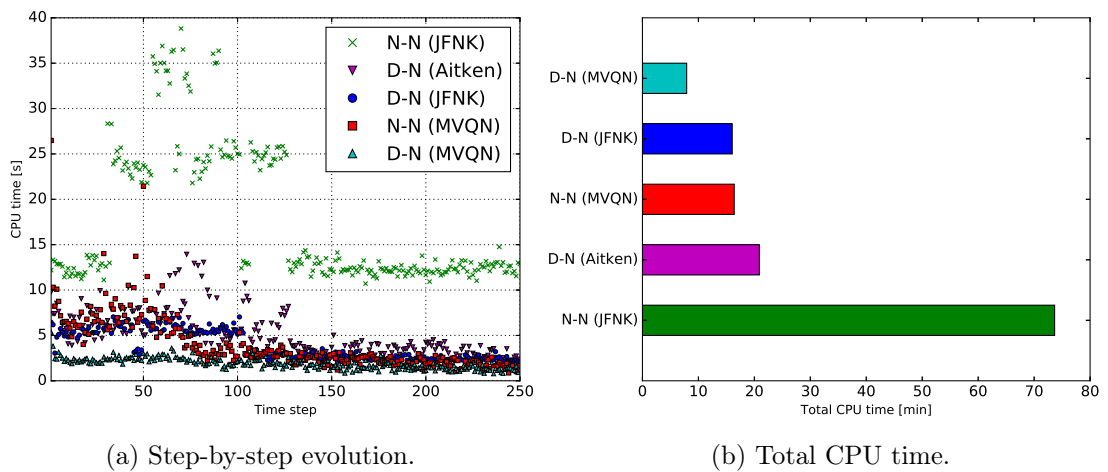 40
35
30
25
20
15
10
5
0
CPU time [s]
50
100
150
200
250
Time step
N-N (JFNK)
D-N (Aitken)
D-N (JFNK)
N-N (MVQN)
D-N (MVQN)
(a) Step-by-step evolution.
D-N (MVQN)
D-N (JFNK)
N-N (MVQN)
D-N (Aitken)
N-N (JFNK)
0
10
20
30
40
50
60
70
80
Total CPU time [min]
(b) Total CPU time.